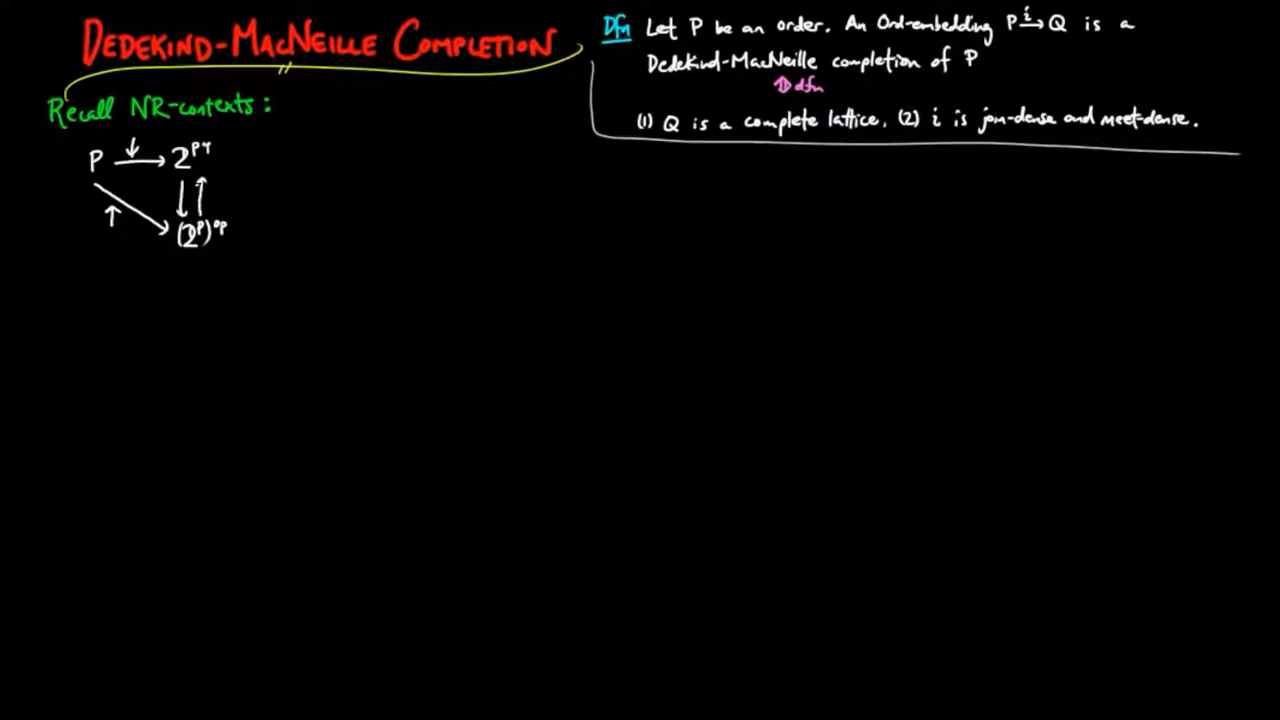 DEDEKIND-MACNEILLE COMPLETION
Recall NR-contexts:
P ↓→ 2^{P^op}
↑
(2^P)^op
Dfn Let P be an order. An Ord-embedding P i→ Q is a
Dedekind-MacNeille completion of P
⇕ dfn
(1) Q is a complete lattice, (2) i is join-dense and meet-dense.